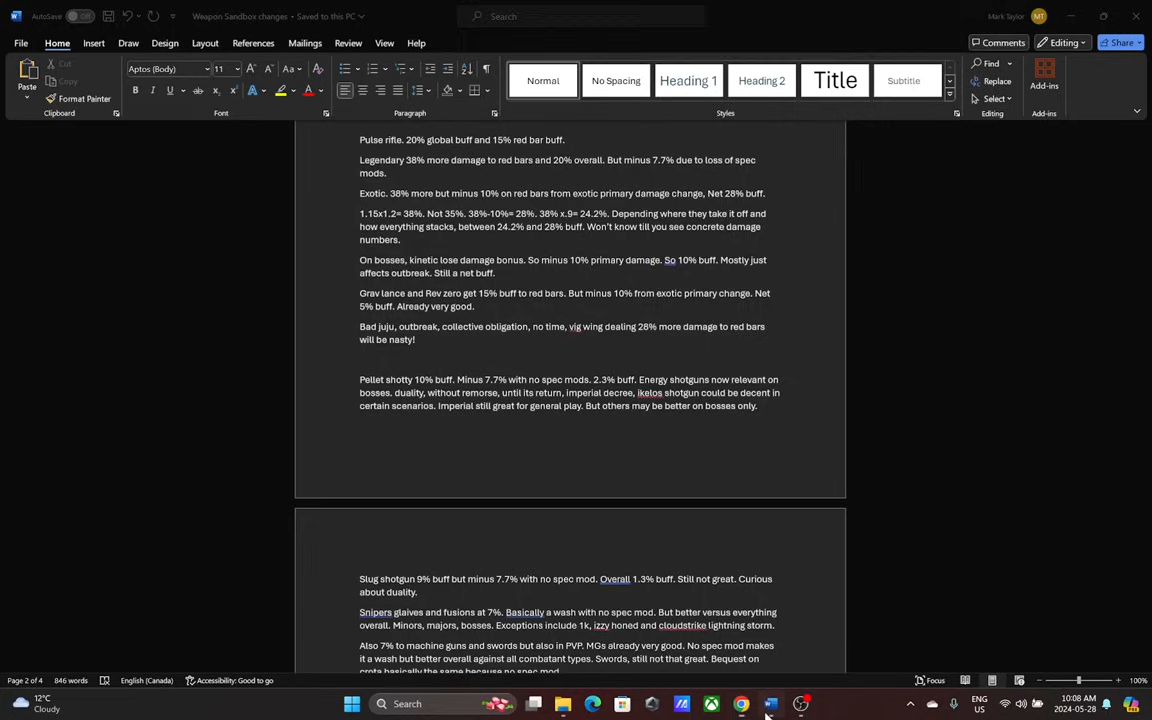 AutoSave Off
Weapon Sandbox changes - Saved to this PC
Search
Mark Taylor MT
File Home Insert Draw Design Layout References Mailings Review View Help
Comments Editing Share
Paste
Cut
Copy
Format Painter
Clipboard
Aptos (Body) 11
Font
Paragraph
Normal
No Spacing
Heading 1
Heading 2
Title
Subtitle
Styles
Find
Replace
Select
Editing
Add-ins
Add-ins
Pulse rifle. 20% global buff and 15% red bar buff.
Legendary 38% more damage to red bars and 20% overall. But minus 7.7% due to loss of spec
mods.
Exotic. 38% more but minus 10% on red bars from exotic primary damage change, Net 28% buff.
1.15x1.2= 38%. Not 35%. 38%-10%= 28%. 38% x.9= 24.2%. Depending where they take it off and
how everything stacks, between 24.2% and 28% buff. Won't know till you see concrete damage
numbers.
On bosses, kinetic lose damage bonus. So minus 10% primary damage. So 10% buff. Mostly just
affects outbreak. Still a net buff.
Grav lance and Rev zero get 15% buff to red bars. But minus 10% from exotic primary change. Net
5% buff. Already very good.
Bad juju, outbreak, collective obligation, no time, vig wing dealing 28% more damage to red bars
will be nasty!
Pellet shotty 10% buff. Minus 7.7% with no spec mods. 2.3% buff. Energy shotguns now relevant on
bosses. duality, without remorse, until its return, imperial decree, ikelos shotgun could be decent in
certain scenarios. Imperial still great for general play. But others may be better on bosses only.
Slug shotgun 9% buff but minus 7.7% with no spec mod. Overall 1.3% buff. Still not great. Curious
about duality.
Snipers glaives and fusions at 7%. Basically a wash with no spec mod. But better versus everything
overall. Minors, majors, bosses. Exceptions include 1k, izzy honed and cloudstrike lightning storm.
Also 7% to machine guns and swords but also in PVP. MGs already very good. No spec mod makes
it a wash but better overall against all combatant types. Swords, still not that great. Bequest on
crota basically the same because no spec mod.
Page 2 of 4 846 words English (Canada) Accessibility: Good to go Focus 100%
12°C
Cloudy
Search
ENG
US
10:08 AM
2024-05-28